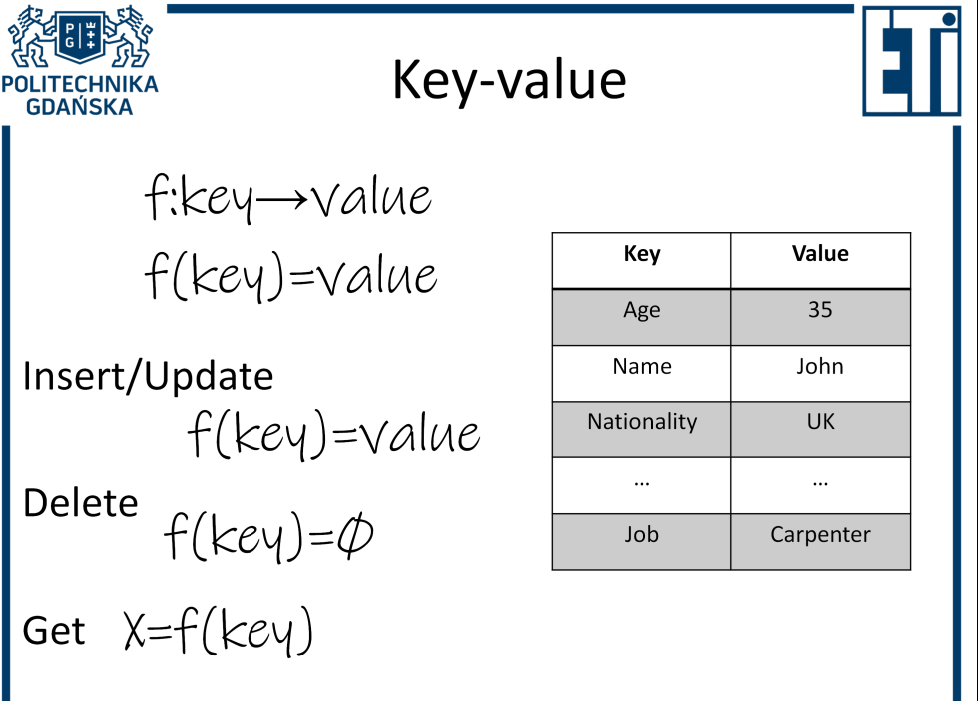 P G
POLITECHNIKA
GDAŃSKA
ETi
Key-value
f:key→value
f(key)=value
Insert/Update
f(key)=value
Delete
f(key)=Ø
Get X=f(key)
Key Value
Age 35
Name John
Nationality UK
... ...
Job Carpenter